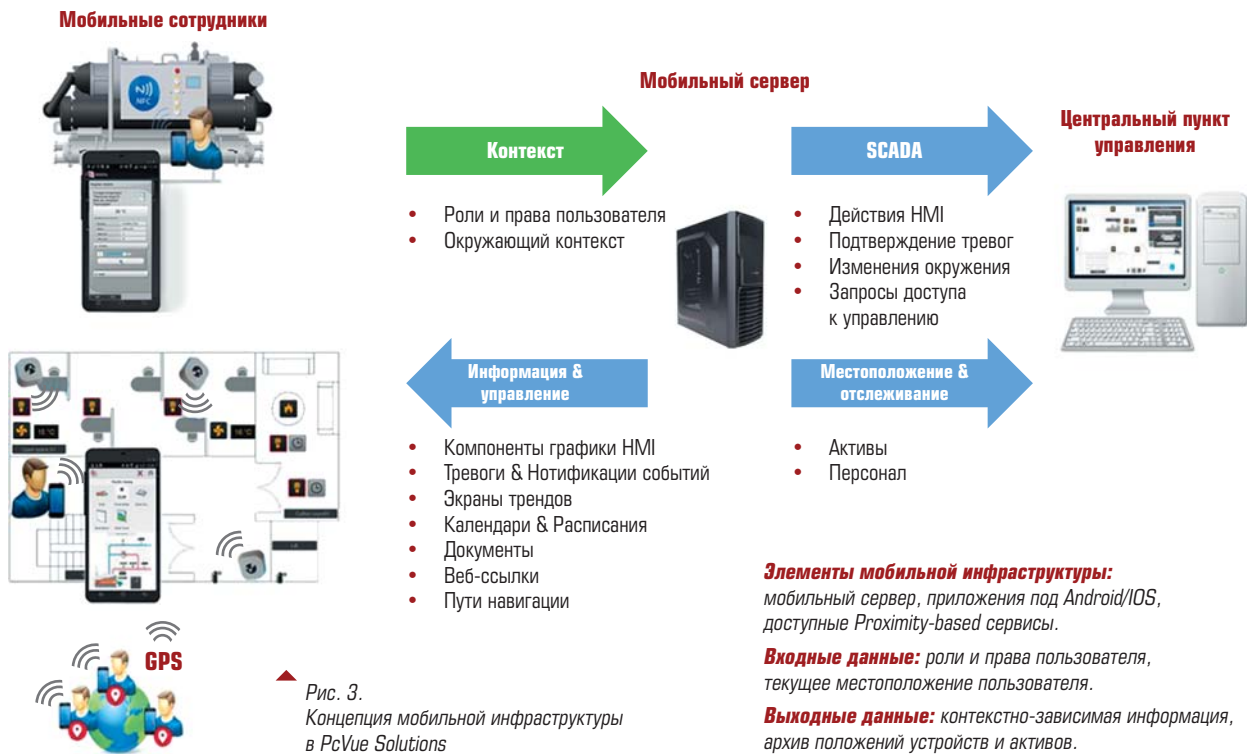 Мобильные сотрудники
Мобильный сервер
Центральный пункт
управления
N))
NFC
Контекст
SCADA
• Роли и права пользователя
• Окружающий контекст
• Действия HMI
• Подтверждение тревог
• Изменения окружения
• Запросы доступа
к управлению
Информация &
управление
Местоположение &
отслеживание
• Компоненты графики HMI
• Тревоги & Нотификации событий
• Экраны трендов
• Календари & Расписания
• Документы
• Веб-ссылки
• Пути навигации
• Активы
• Персонал
GPS
Рис. 3.
Концепция мобильной инфраструктуры
в PcVue Solutions
Элементы мобильной инфраструктуры:
мобильный сервер, приложения под Android/IOS,
доступные Proximity-based сервисы.
Входные данные: роли и права пользователя,
текущее местоположение пользователя.
Выходные данные: контекстно-зависимая информация,
архив положений устройств и активов.